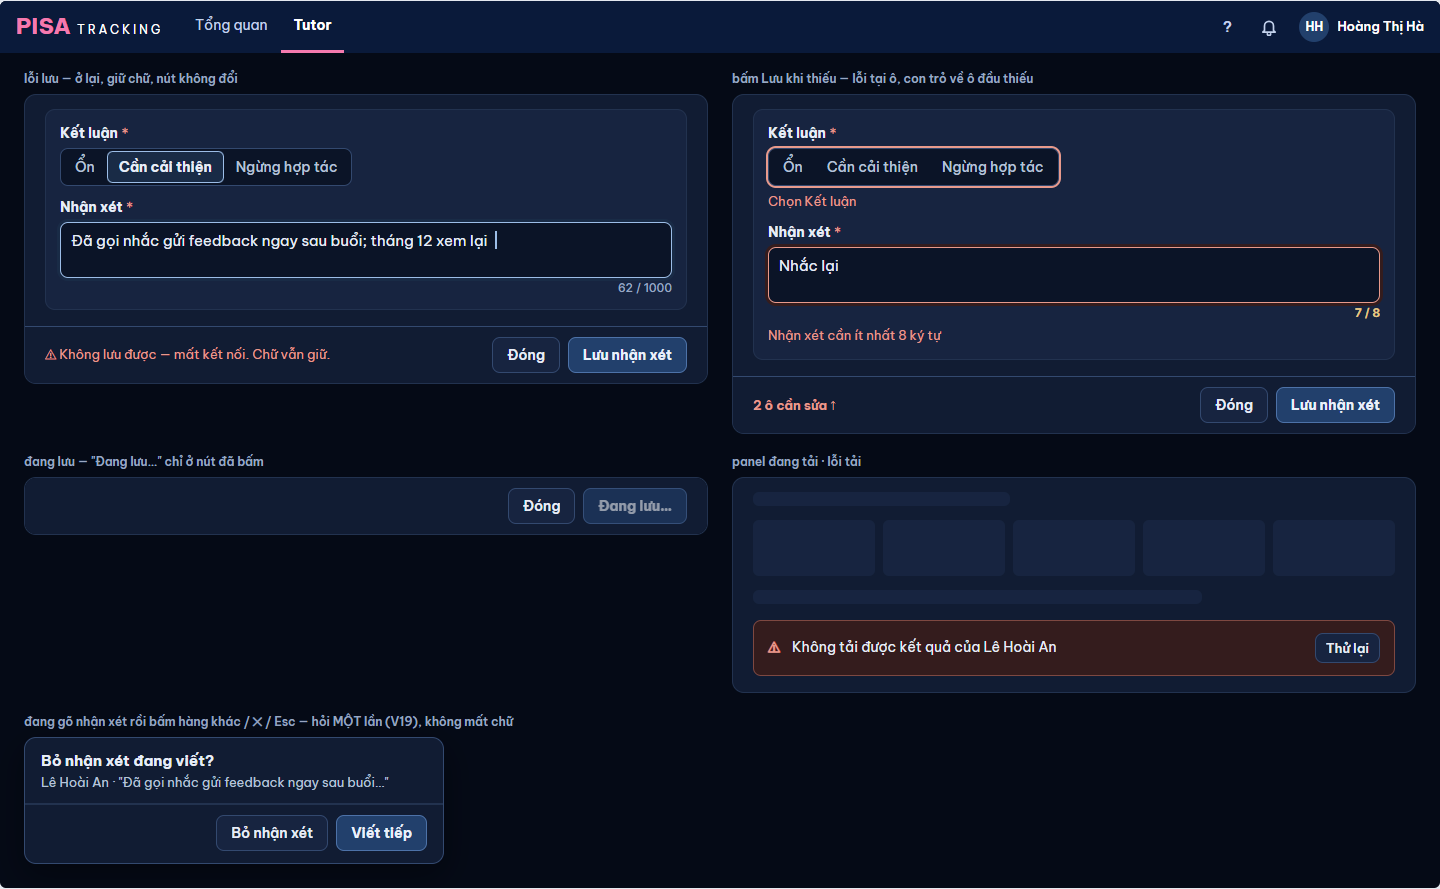 PISA TRACKING
Tổng quan
Tutor
?
HH
Hoàng Thị Hà
lỗi lưu — ở lại, giữ chữ, nút không đổi
Kết luận *
Ổn
Cần cải thiện
Ngừng hợp tác
Nhận xét *
Đã gọi nhắc gửi feedback ngay sau buổi; tháng 12 xem lại
62 / 1000
⚠ Không lưu được — mất kết nối. Chữ vẫn giữ.
Đóng
Lưu nhận xét
bấm Lưu khi thiếu — lỗi tại ô, con trỏ về ô đầu thiếu
Kết luận *
Ổn
Cần cải thiện
Ngừng hợp tác
Chọn Kết luận
Nhận xét *
Nhắc lại
7 / 8
Nhận xét cần ít nhất 8 ký tự
2 ô cần sửa ↑
Đóng
Lưu nhận xét
đang lưu — "Đang lưu…" chỉ ở nút đã bấm
Đóng
Đang lưu…
panel đang tải · lỗi tải
⚠ Không tải được kết quả của Lê Hoài An
Thử lại
đang gõ nhận xét rồi bấm hàng khác / ✕ / Esc — hỏi MỘT lần (V19), không mất chữ
Bỏ nhận xét đang viết?
Lê Hoài An · "Đã gọi nhắc gửi feedback ngay sau buổi…"
Bỏ nhận xét
Viết tiếp